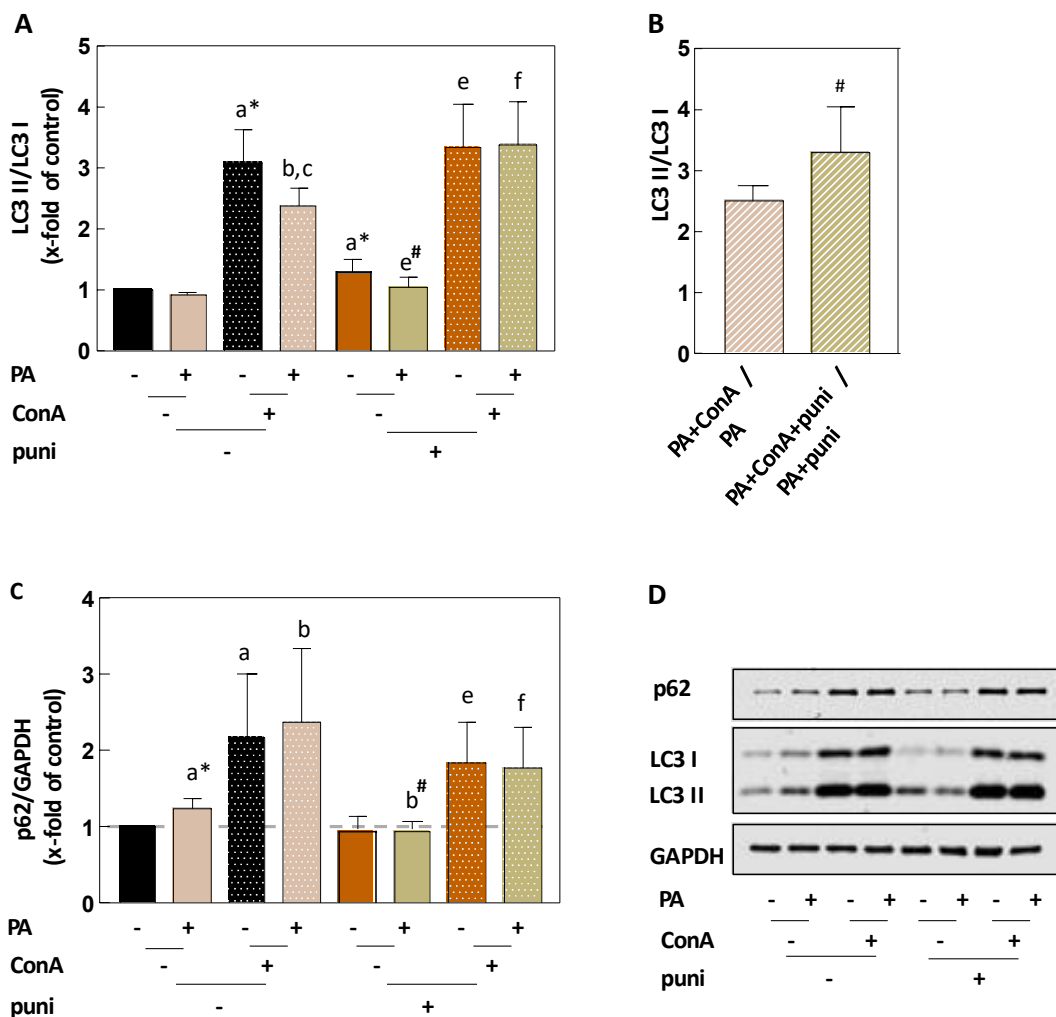 A
LC3 II/LC3 I
(x-fold of control)
5
4
3
2
1
0
a*
b,c
a*
e#
e
f
PA - + - + - + - +
ConA - + - +
puni - +
B
LC3 II/LC3 I
5
4
3
2
1
0
#
PA+ConA /
PA
PA+ConA+puni /
PA+puni
C
p62/GAPDH
(x-fold of control)
4
3
2
1
0
a*
a
b
b#
e
f
PA - + - + - + - +
ConA - + - +
puni - +
D
p62
LC3 I
LC3 II
GAPDH
PA - + - + - + - +
ConA - + - +
puni - +